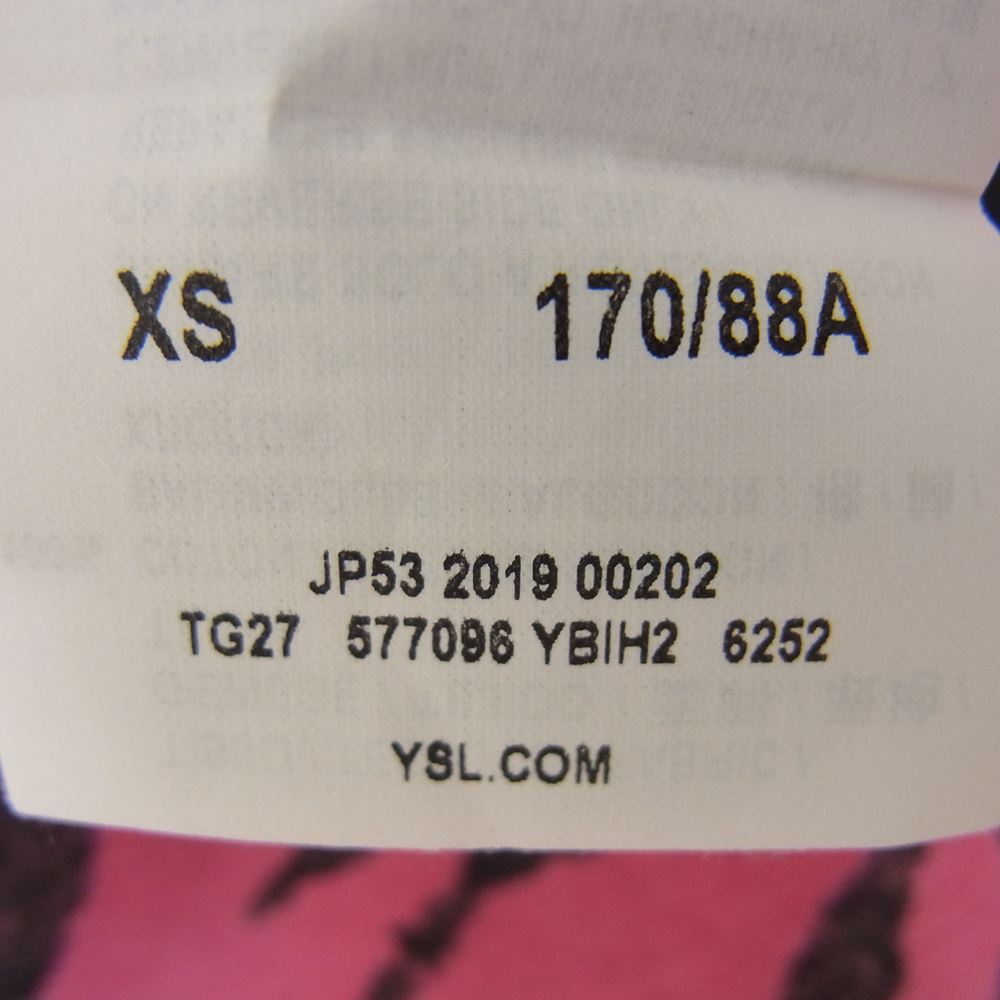 XS 170/88A
JP53 2019 00202
TG27 577096 YBIH2 6252
YSL.COM